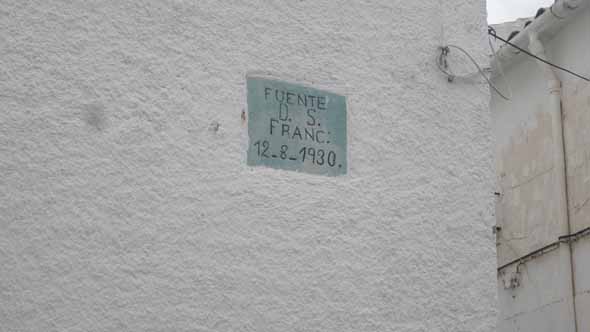 FUENTE
D. S.
FRANC:
12-8-1930.